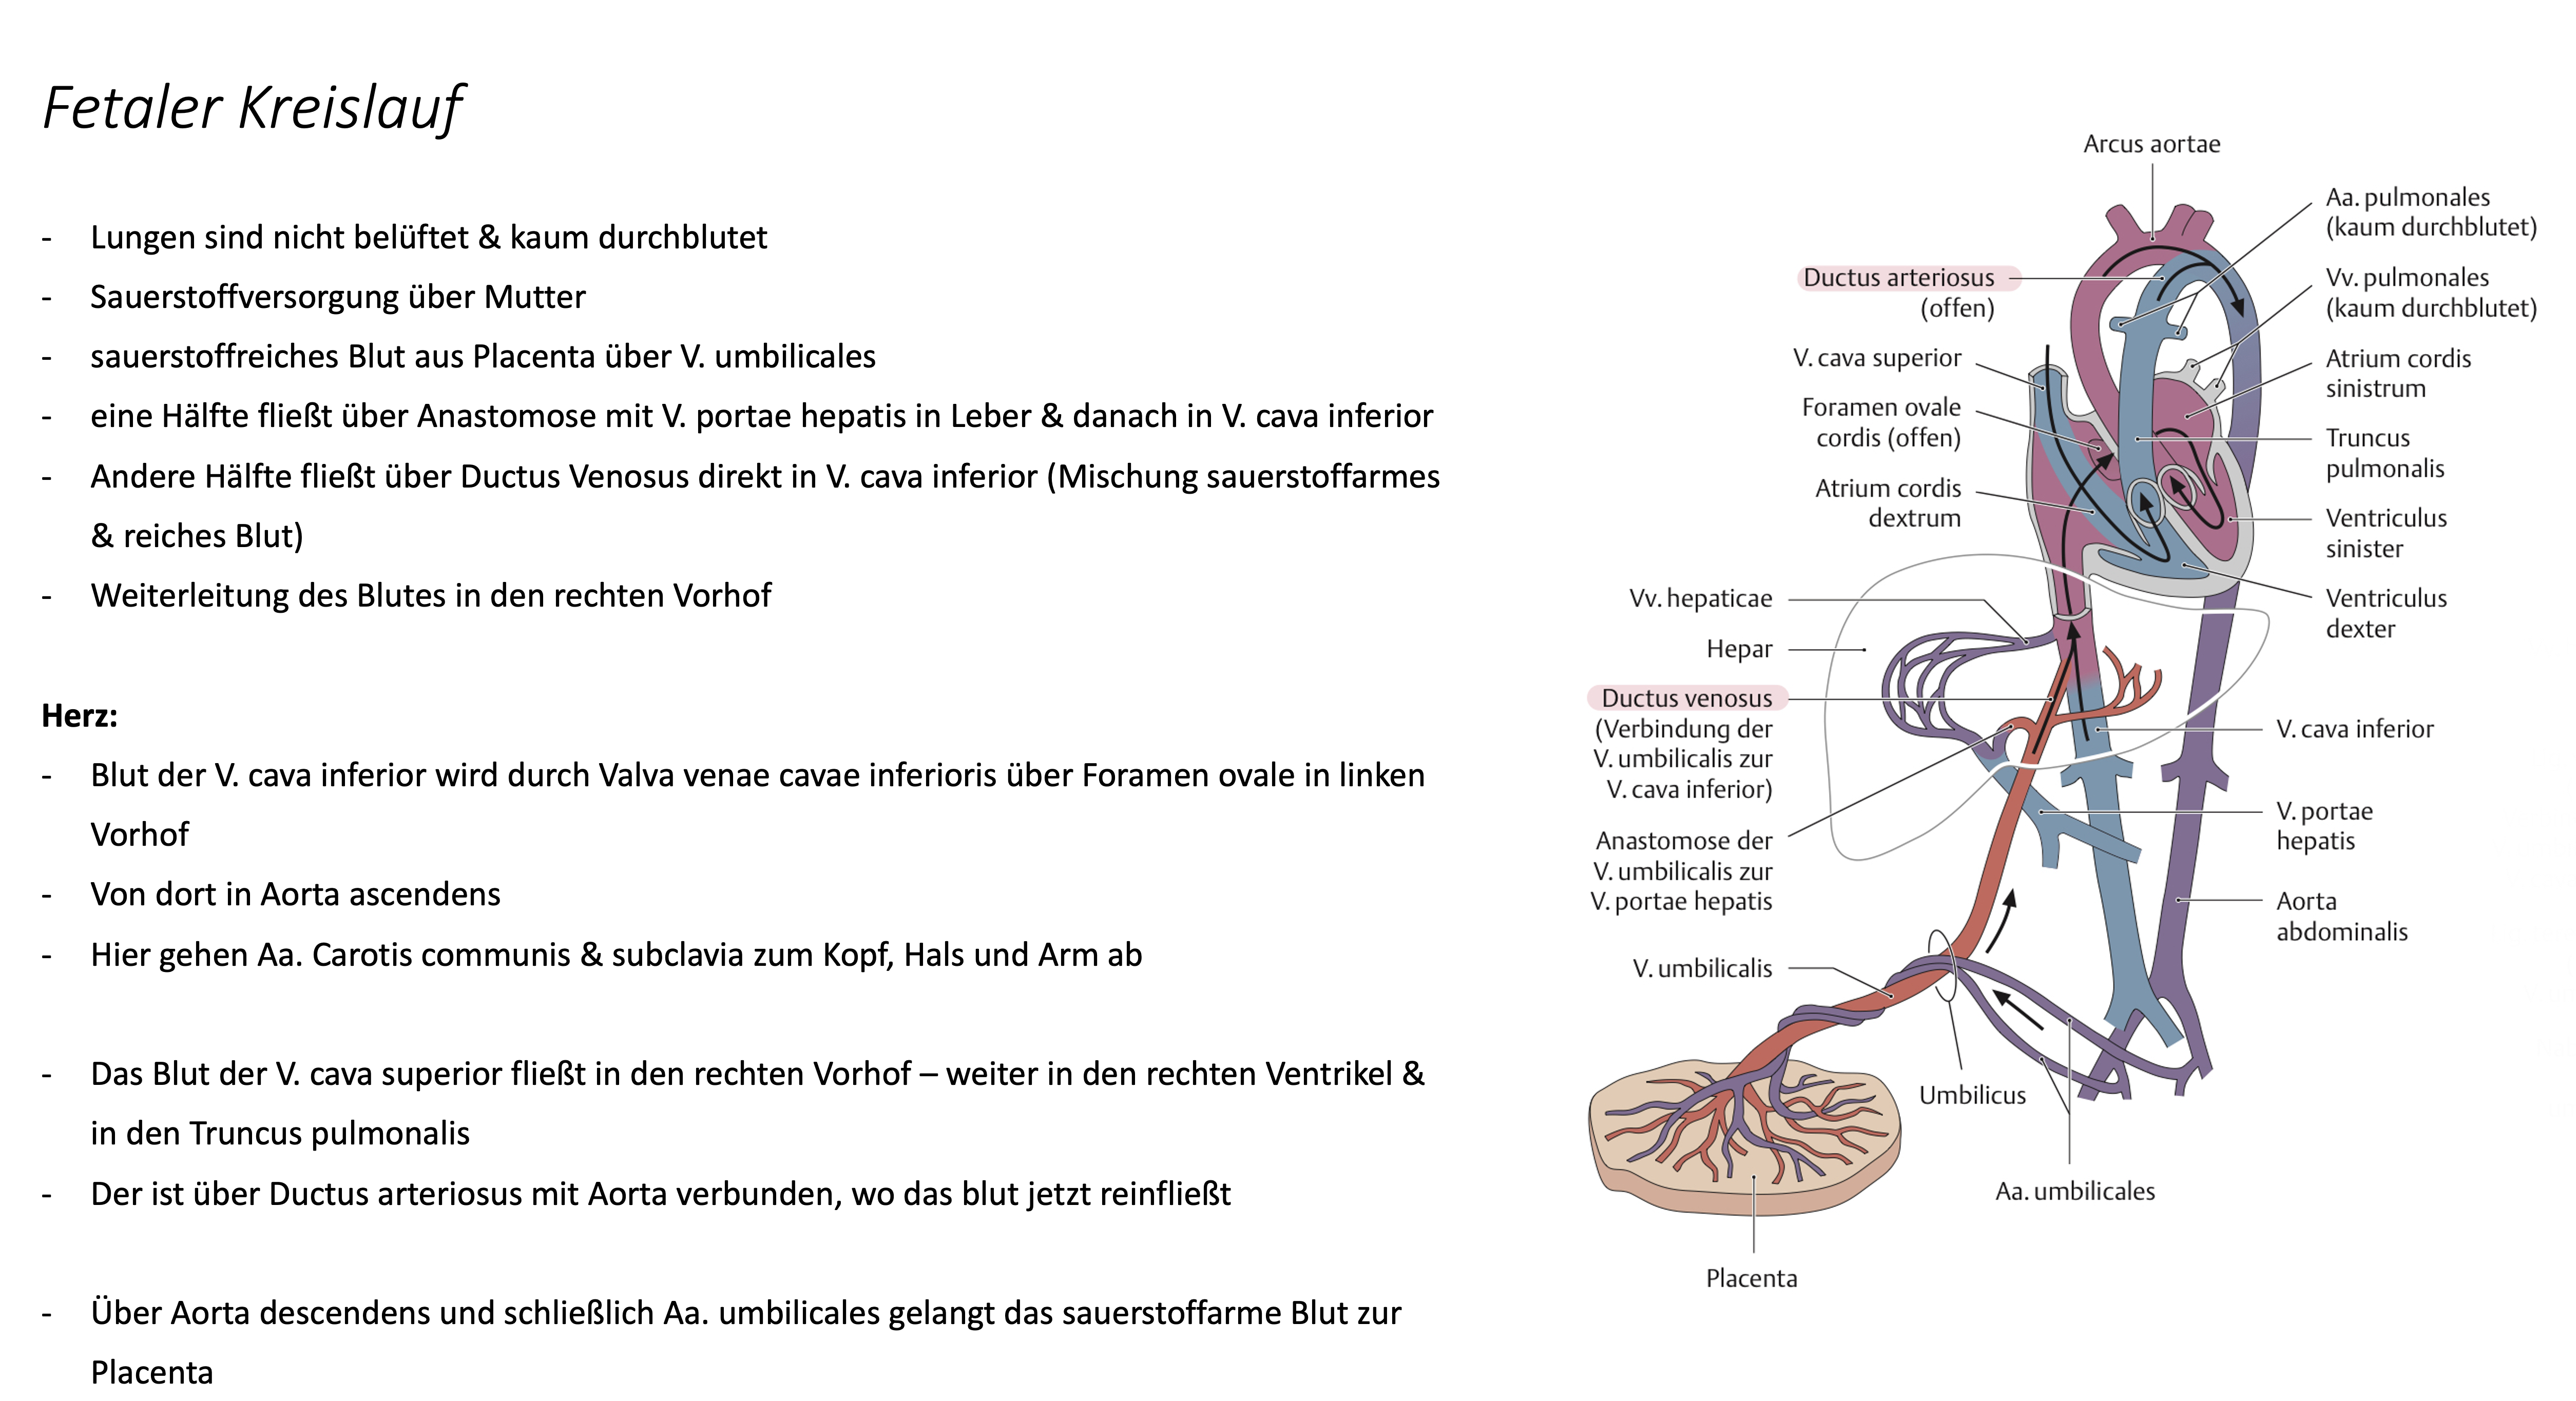 Fetaler Kreislauf
- Lungen sind nicht belüftet & kaum durchblutet
- Sauerstoffversorgung über Mutter
- sauerstoffreiches Blut aus Placenta über V. umbilicales
- eine Hälfte fließt über Anastomose mit V. portae hepatis in Leber & danach in V. cava inferior
- Andere Hälfte fließt über Ductus Venosus direkt in V. cava inferior (Mischung sauerstoffarmes
& reiches Blut)
- Weiterleitung des Blutes in den rechten Vorhof
Herz:
- Blut der V. cava inferior wird durch Valva venae cavae inferioris über Foramen ovale in linken
Vorhof
- Von dort in Aorta ascendens
- Hier gehen Aa. Carotis communis & subclavia zum Kopf, Hals und Arm ab
- Das Blut der V. cava superior fließt in den rechten Vorhof – weiter in den rechten Ventrikel &
in den Truncus pulmonalis
- Der ist über Ductus arteriosus mit Aorta verbunden, wo das blut jetzt reinfließt
- Über Aorta descendens und schließlich Aa. umbilicales gelangt das sauerstoffarme Blut zur
Placenta
Arcus aortae
Ductus arteriosus
(offen)
V. cava superior
Foramen ovale
cordis (offen)
Atrium cordis
dextrum
Vv. hepaticae
Hepar
Ductus venosus
(Verbindung der
V. umbilicalis zur
V. cava inferior)
Anastomose der
V. umbilicalis zur
V. portae hepatis
V. umbilicalis
Aa. pulmonales
(kaum durchblutet)
Vv. pulmonales
(kaum durchblutet)
Atrium cordis
sinistrum
Truncus
pulmonalis
Ventriculus
sinister
Ventriculus
dexter
V. cava inferior
V. portae
hepatis
Aorta
abdominalis
Umbilicus
Aa. umbilicales
Placenta